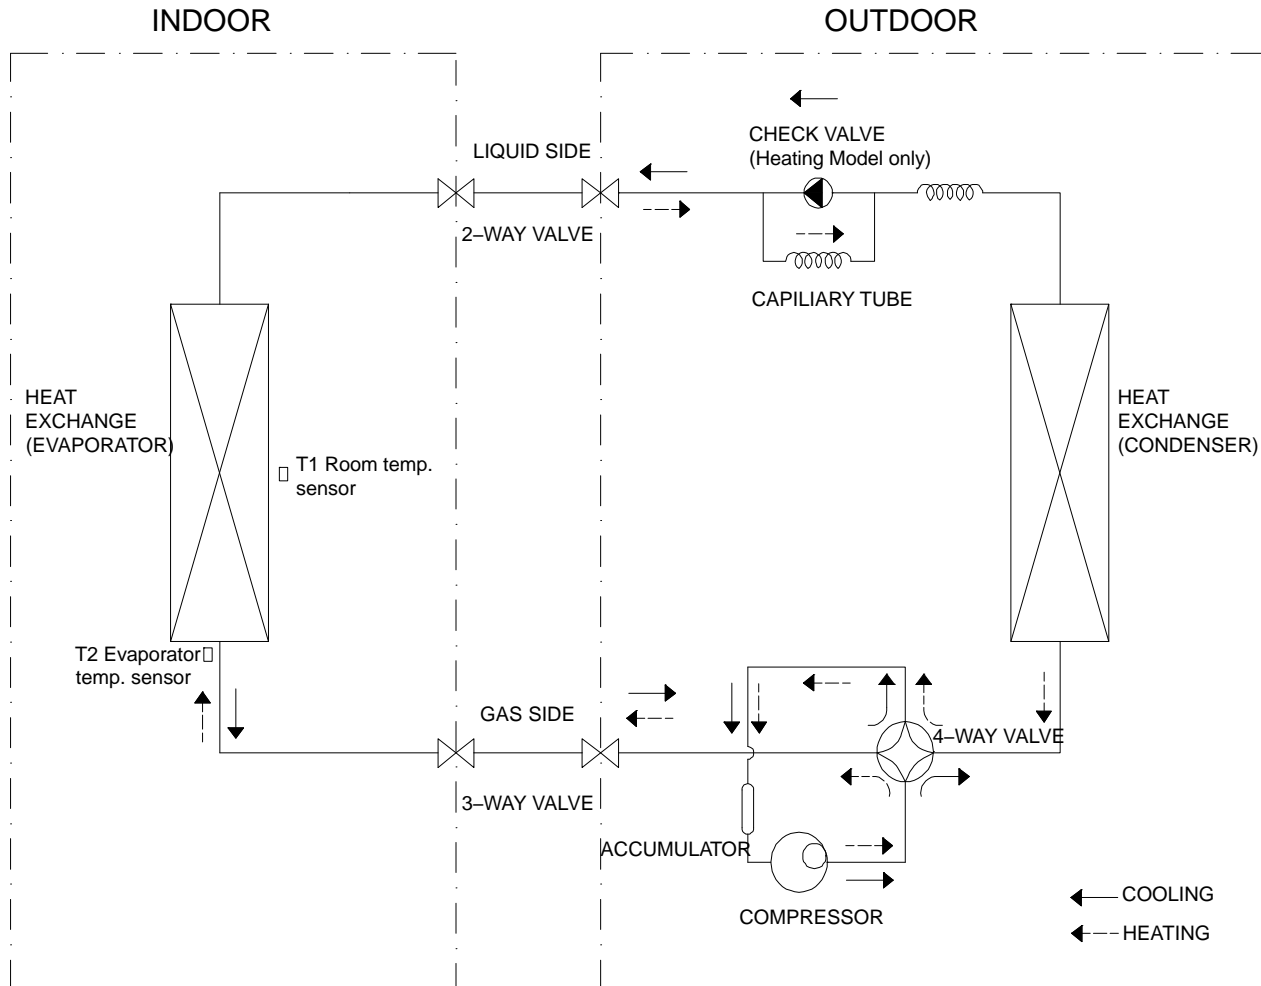 INDOOR
OUTDOOR
CHECK VALVE
(Heating Model only)
LIQUID SIDE
2–WAY VALVE
CAPILIARY TUBE
HEAT
EXCHANGE
(EVAPORATOR)
T1 Room temp.
sensor
HEAT
EXCHANGE
(CONDENSER)
T2 Evaporator
temp. sensor
GAS SIDE
4–WAY VALVE
3–WAY VALVE
ACCUMULATOR
COMPRESSOR
COOLING
HEATING